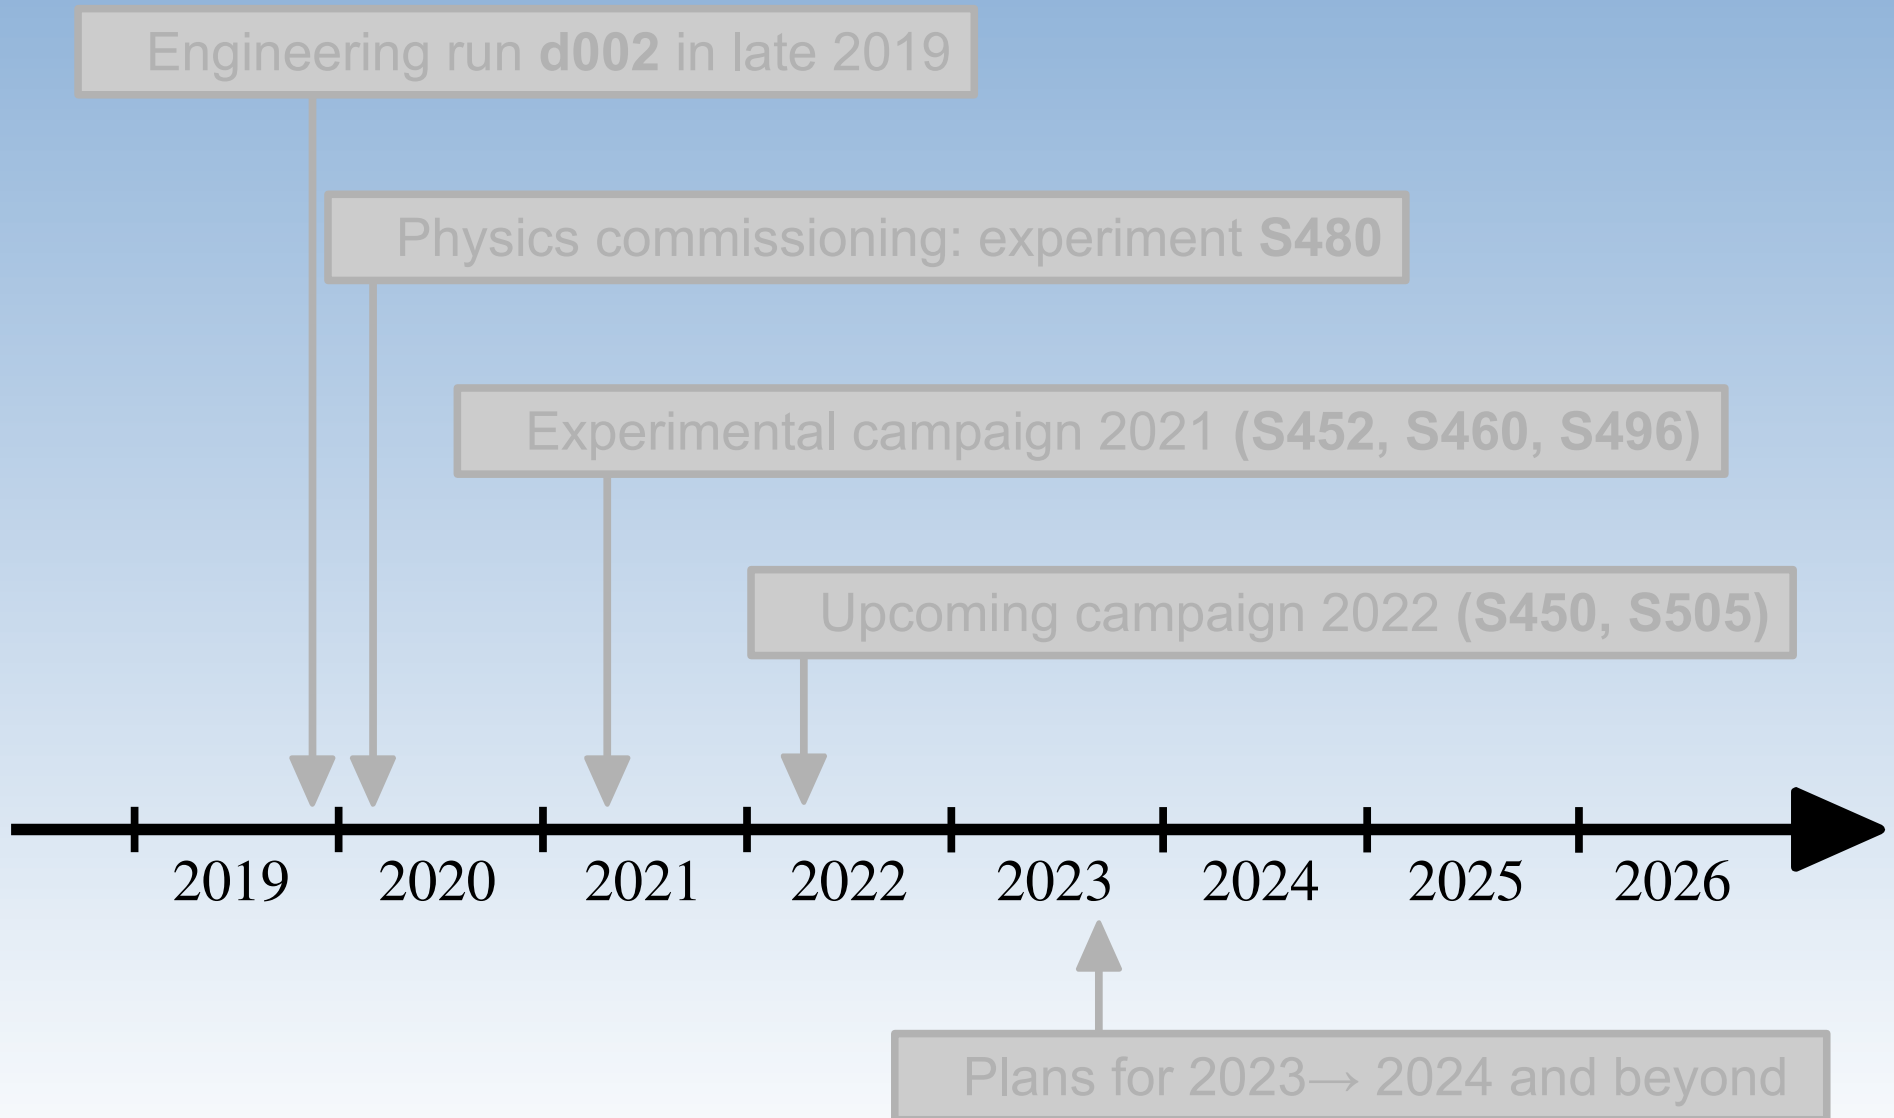 Engineering run d002 in late 2019
Physics commissioning: experiment S480
Experimental campaign 2021 (S452, S460, S496)
Upcoming campaign 2022 (S450, S505)
2019 2020 2021 2022 2023 2024 2025 2026
Plans for 2023→ 2024 and beyond